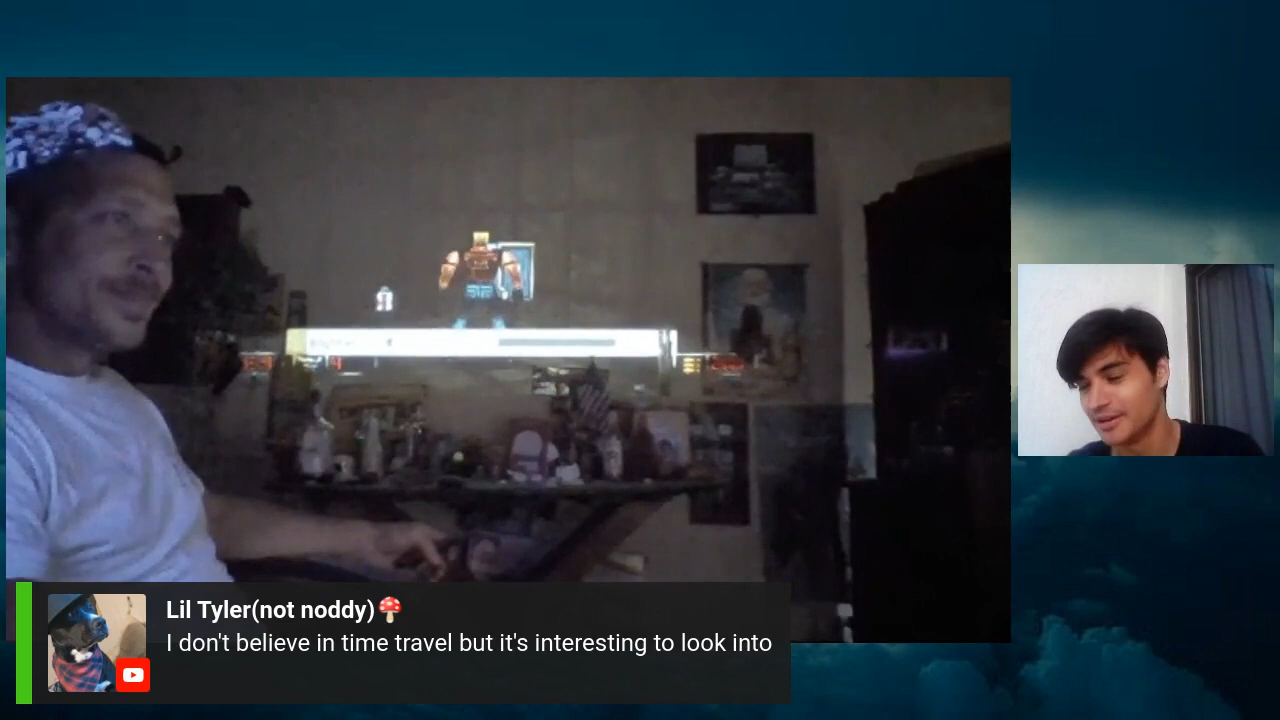 Lil Tyler(not noddy)🍄
I don't believe in time travel but it's interesting to look into